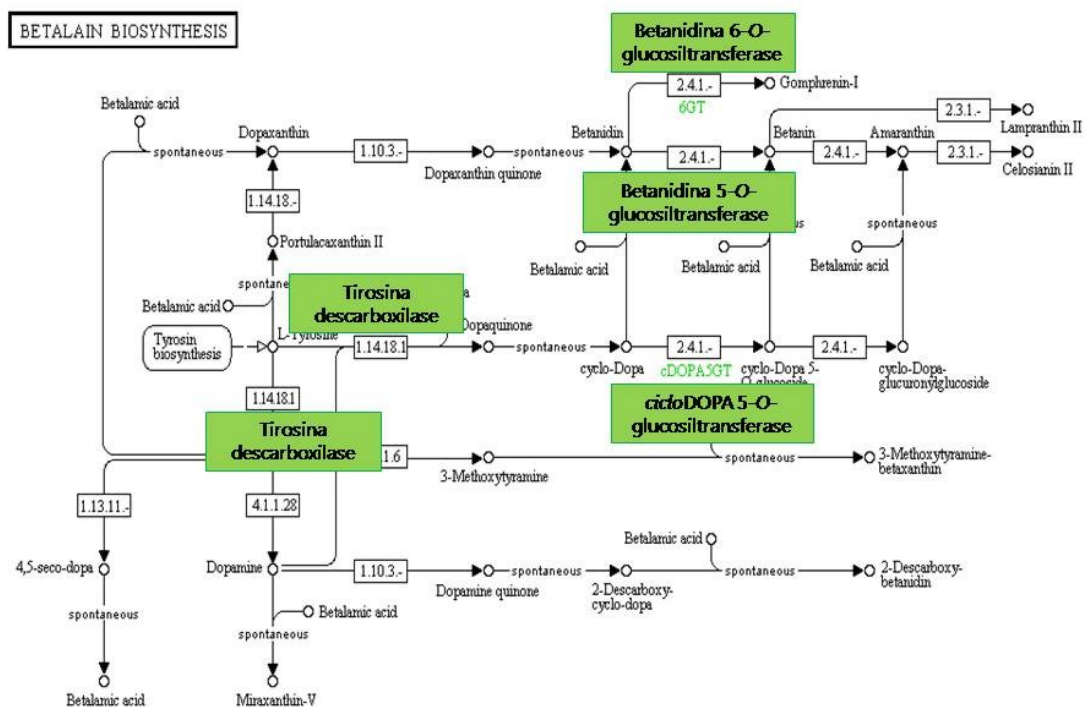 BETALAIN BIOSYNTHESIS
Betanidina 6-O-
glucosiltransferase
2.4.1.-
Gomphrenin-I
6GT
Betalamic acid
Dopaxanthin
Betanidin
Betanin
Amaranthin
2.3.1.-
Lampranthin II
spontaneous
1.10.3.-
spontaneous
2.4.1.-
2.4.1.-
2.3.1.-
Dopaxanthin quinone
Celosianin II
1.14.18.-
Betanidina 5-O-
glucosiltransferase
spontaneous
Portulacaxanthin II
Betalamic acid
Betalamic acid
Betalamic acid
Tirosina
descarboxilasa
Betalamic acid
Tyrosin
biosynthesis
L-Tyrosine
1.14.18.1
Dopaquinone
spontaneous
2.4.1.-
2.4.1.-
cyclo-Dopa
cDOPA5GT
cyclo-Dopa 5-
O-glucoside
cyclo-Dopa-
glucuronylglucoside
1.14.18.1
cicloDOPA 5-O-
glucosiltransferase
Tirosina
descarboxilase
1.6
3-Methoxytyramine
spontaneous
3-Methoxytyramine-
betaxanthin
1.13.11.-
4.1.1.28
Betalamic acid
4,5-seco-dopa
Dopamine
1.10.3.-
Dopamine quinone
spontaneous
2-Descarboxy-
cyclo-dopa
spontaneous
2-Descarboxy-
betanidin
spontaneous
Betalamic acid
spontaneous
Betalamic acid
Miraxanthin-V